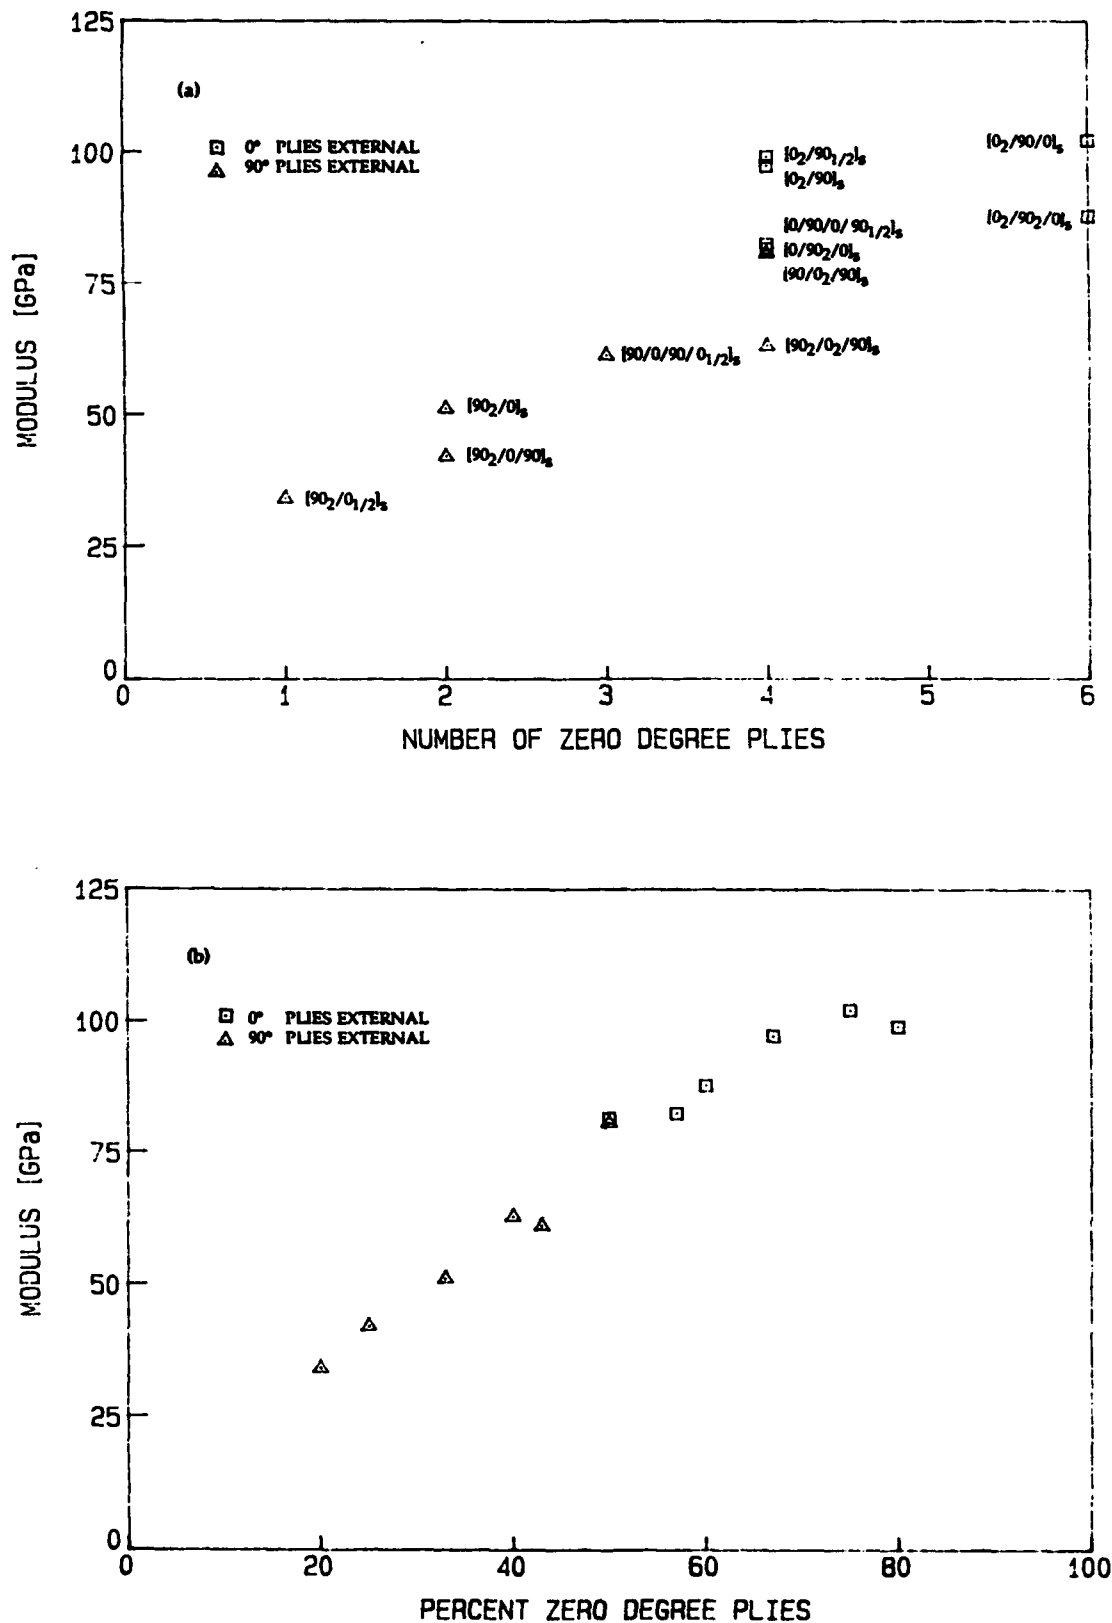 125
(a)
0° PLIES EXTERNAL
90° PLIES EXTERNAL
100
75
50
25
0
MODULUS [GPa]
[0₂/90₁/₂]ₛ
[0₂/90]ₛ
[0₂/90/0]ₛ
[0/90/0/90₁/₂]ₛ
[0/90₂/0]ₛ
[90/0₂/90]ₛ
[0₂/90₂/0]ₛ
[90/0/90/0₁/₂]ₛ
[90₂/0₂/90]ₛ
[90₂/0]ₛ
[90₂/0/90]ₛ
[90₂/0₁/₂]ₛ
0 1 2 3 4 5 6
NUMBER OF ZERO DEGREE PLIES
125
(b)
0° PLIES EXTERNAL
90° PLIES EXTERNAL
100
75
50
25
0
MODULUS [GPa]
0 20 40 60 80 100
PERCENT ZERO DEGREE PLIES